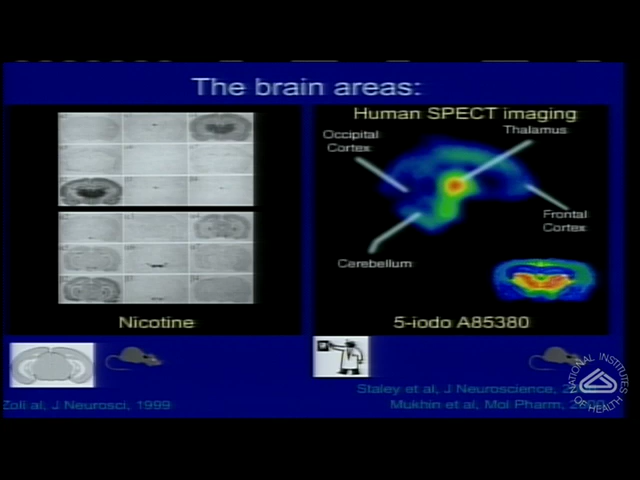 The brain areas:
Human SPECT imaging
Occipital
Cortex
Thalamus
Frontal
Cortex
Cerebellum
Nicotine
5-iodo A85380
Zoli al, J Neurosci, 1999
Staley et al, J Neuroscience,
Mukhin et al, Mol Pharm,
NATIONAL INSTITUTES
OF HEALTH